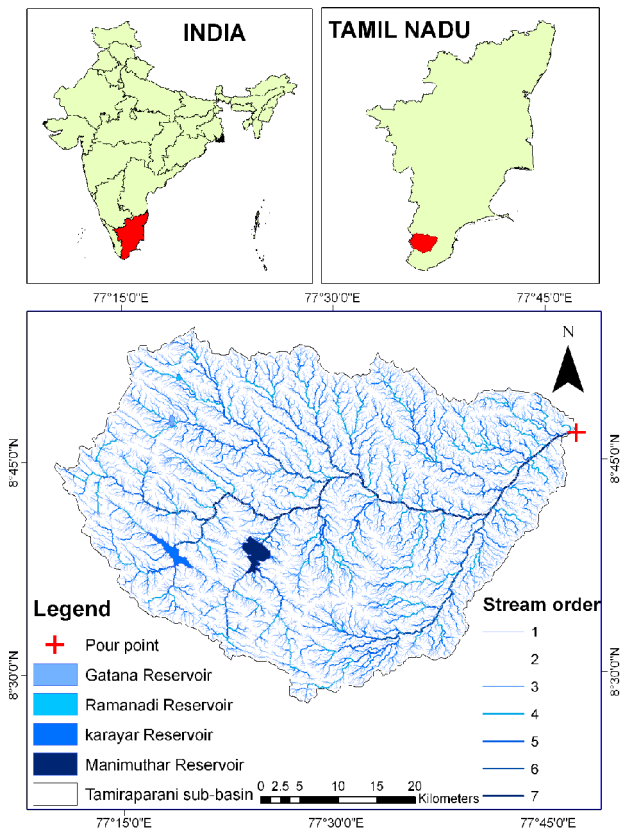 INDIA
TAMIL NADU
77°15'0"E 77°30'0"E 77°45'0"E
N
8°45'0"N
8°45'0"N
8°30'0"N
8°30'0"N
Legend
Pour point
Gatana Reservoir
Ramanadi Reservoir
karayar Reservoir
Manimuthar Reservoir
Tamiraparani sub-basin
Stream order
1
2
3
4
5
6
7
0 2.5 5 10 15 20
Kilometers
77°15'0"E 77°30'0"E 77°45'0"E